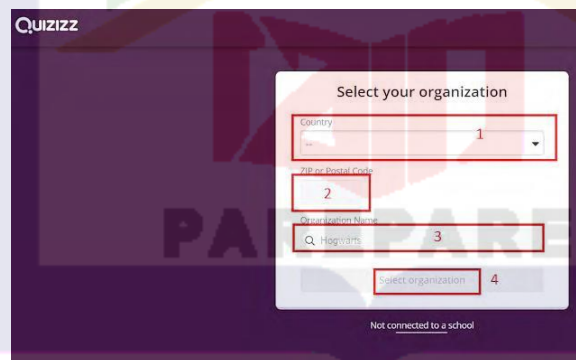 QUIZIZZ
Select your organization
Country
--
1
ZIP or Postal Code
2
Organization Name
Hogwarts
3
Select organization
4
Not connected to a school
PAREPARE